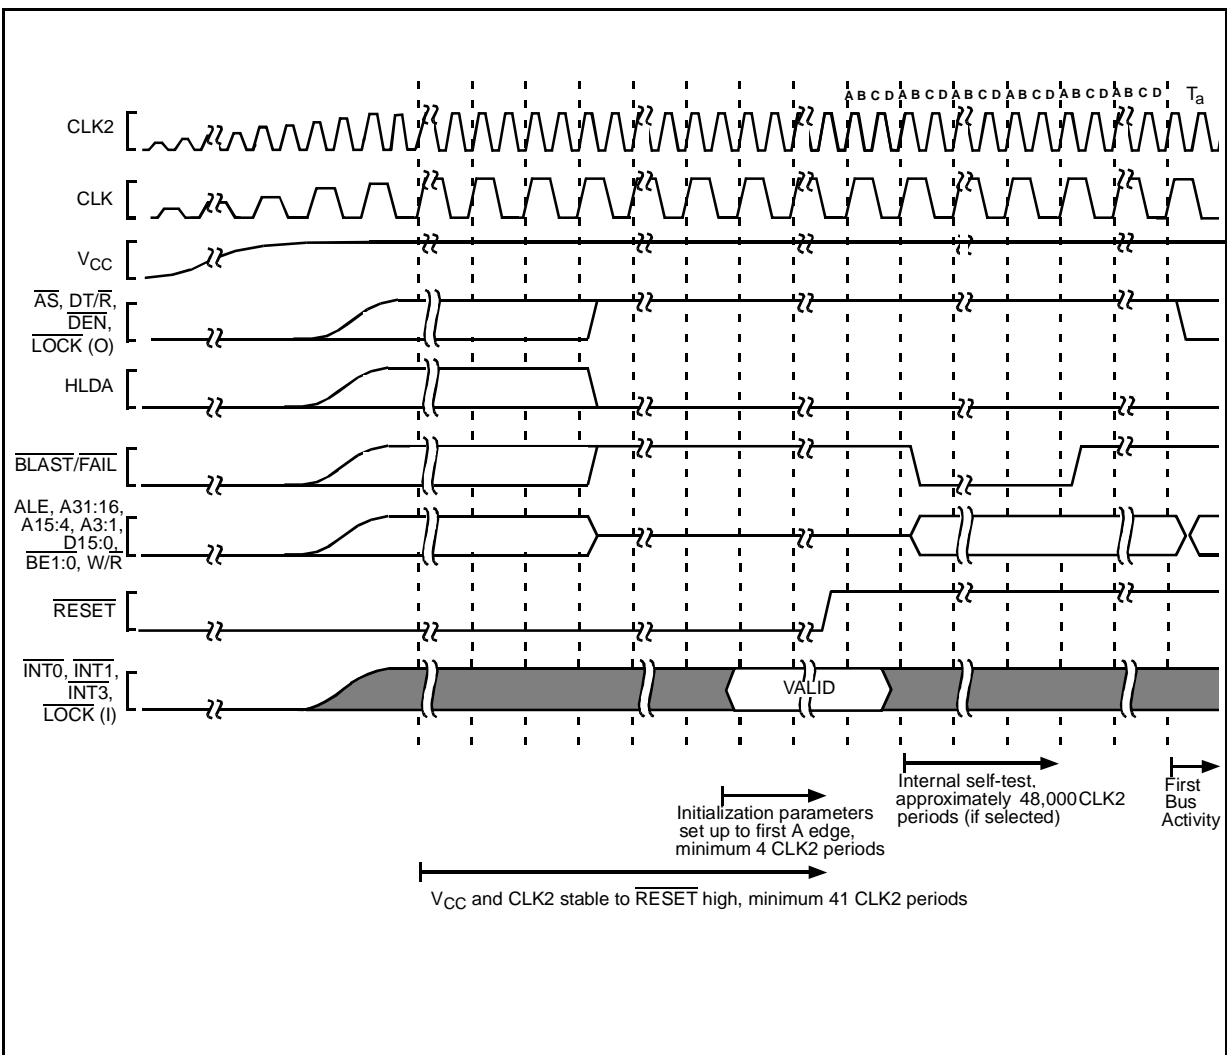 A B C D A B C D A B C D A B C D A B C D A B C D Ta
CLK2
CLK
VCC
AS, DT/R,
DEN,
LOCK (O)
HLDA
BLAST/FAIL
ALE, A31:16,
A15:4, A3:1,
D15:0,
BE1:0, W/R
RESET
INT0, INT1,
INT3,
LOCK (I)
VALID
Initialization parameters
set up to first A edge,
minimum 4 CLK2 periods
Internal self-test,
approximately 48,000 CLK2
periods (if selected)
First
Bus
Activity
VCC and CLK2 stable to RESET high, minimum 41 CLK2 periods